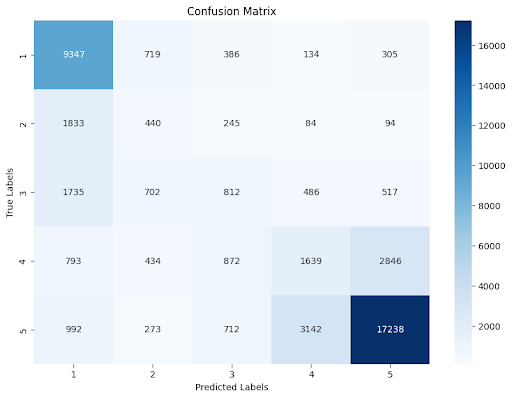 Confusion Matrix
16000
1 9347 719 386 134 305
14000
2 1833 440 245 84 94
12000
10000
3 1735 702 812 486 517
8000
6000
4 793 434 872 1639 2846
4000
5 992 273 712 3142 17238
2000
1 2 3 4 5
True Labels
Predicted Labels